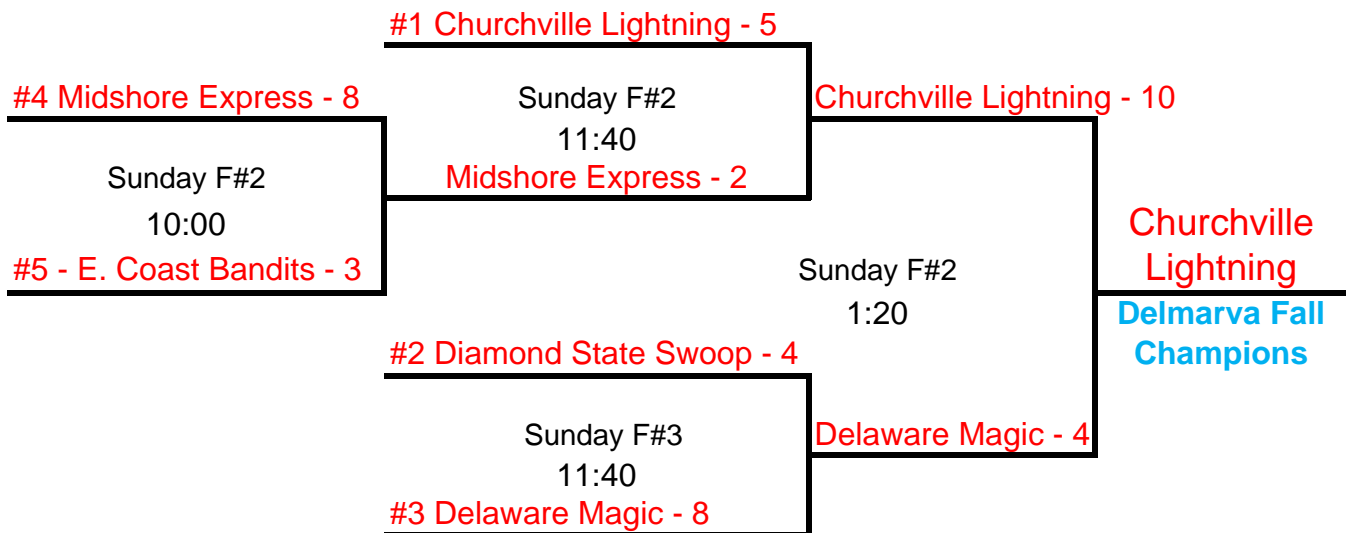 #1 Churchville Lightning - 5
#4 Midshore Express - 8
Sunday F#2
11:40
Churchville Lightning - 10
Sunday F#2
10:00
Midshore Express - 2
#5 - E. Coast Bandits - 3
Sunday F#2
1:20
Churchville
Lightning
Delmarva Fall
Champions
#2 Diamond State Swoop - 4
Sunday F#3
11:40
Delaware Magic - 4
#3 Delaware Magic - 8